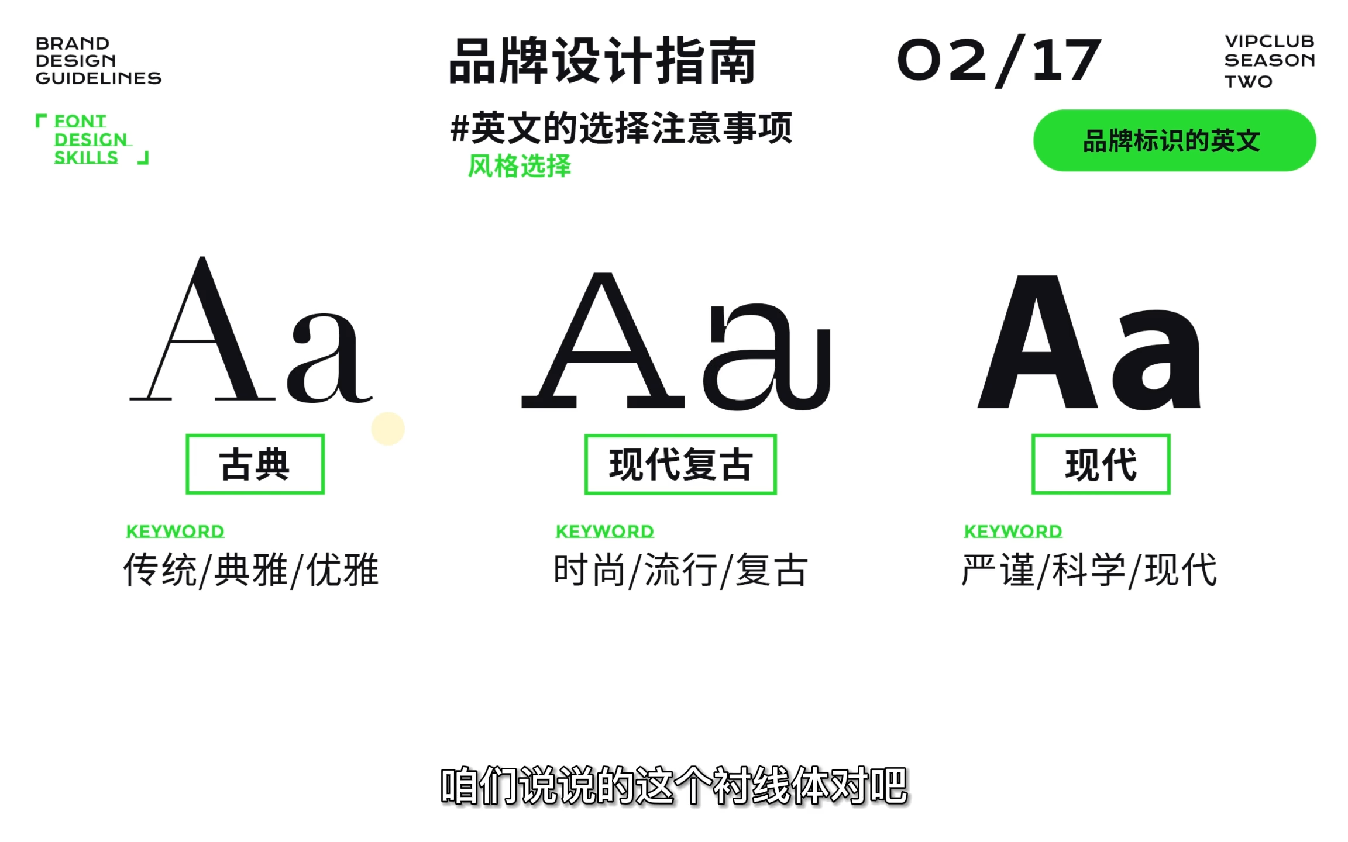 BRAND
DESIGN
GUIDELINES
品牌设计指南
02/17
VIPCLUB
SEASON
TWO
FONT
DESIGN
SKILLS
#英文的选择注意事项
风格选择
品牌标识的英文
Aa
Aa
Aa
古典
现代复古
现代
KEYWORD
传统/典雅/优雅
KEYWORD
时尚/流行/复古
KEYWORD
严谨/科学/现代
咱们说说的这个衬线体对吧